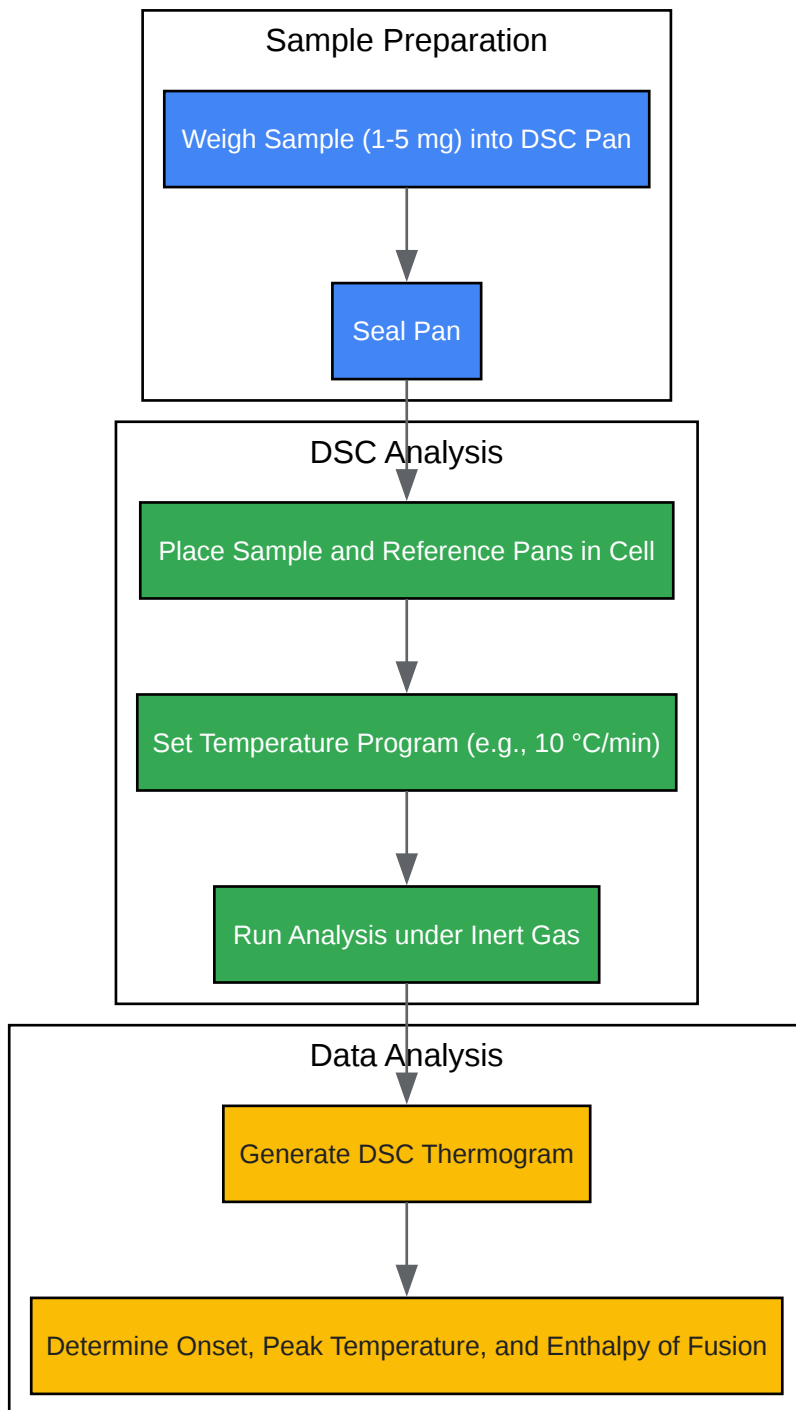 Sample Preparation
Weigh Sample (1-5 mg) into DSC Pan
Seal Pan
DSC Analysis
Place Sample and Reference Pans in Cell
Set Temperature Program (e.g., 10 °C/min)
Run Analysis under Inert Gas
Data Analysis
Generate DSC Thermogram
Determine Onset, Peak Temperature, and Enthalpy of Fusion